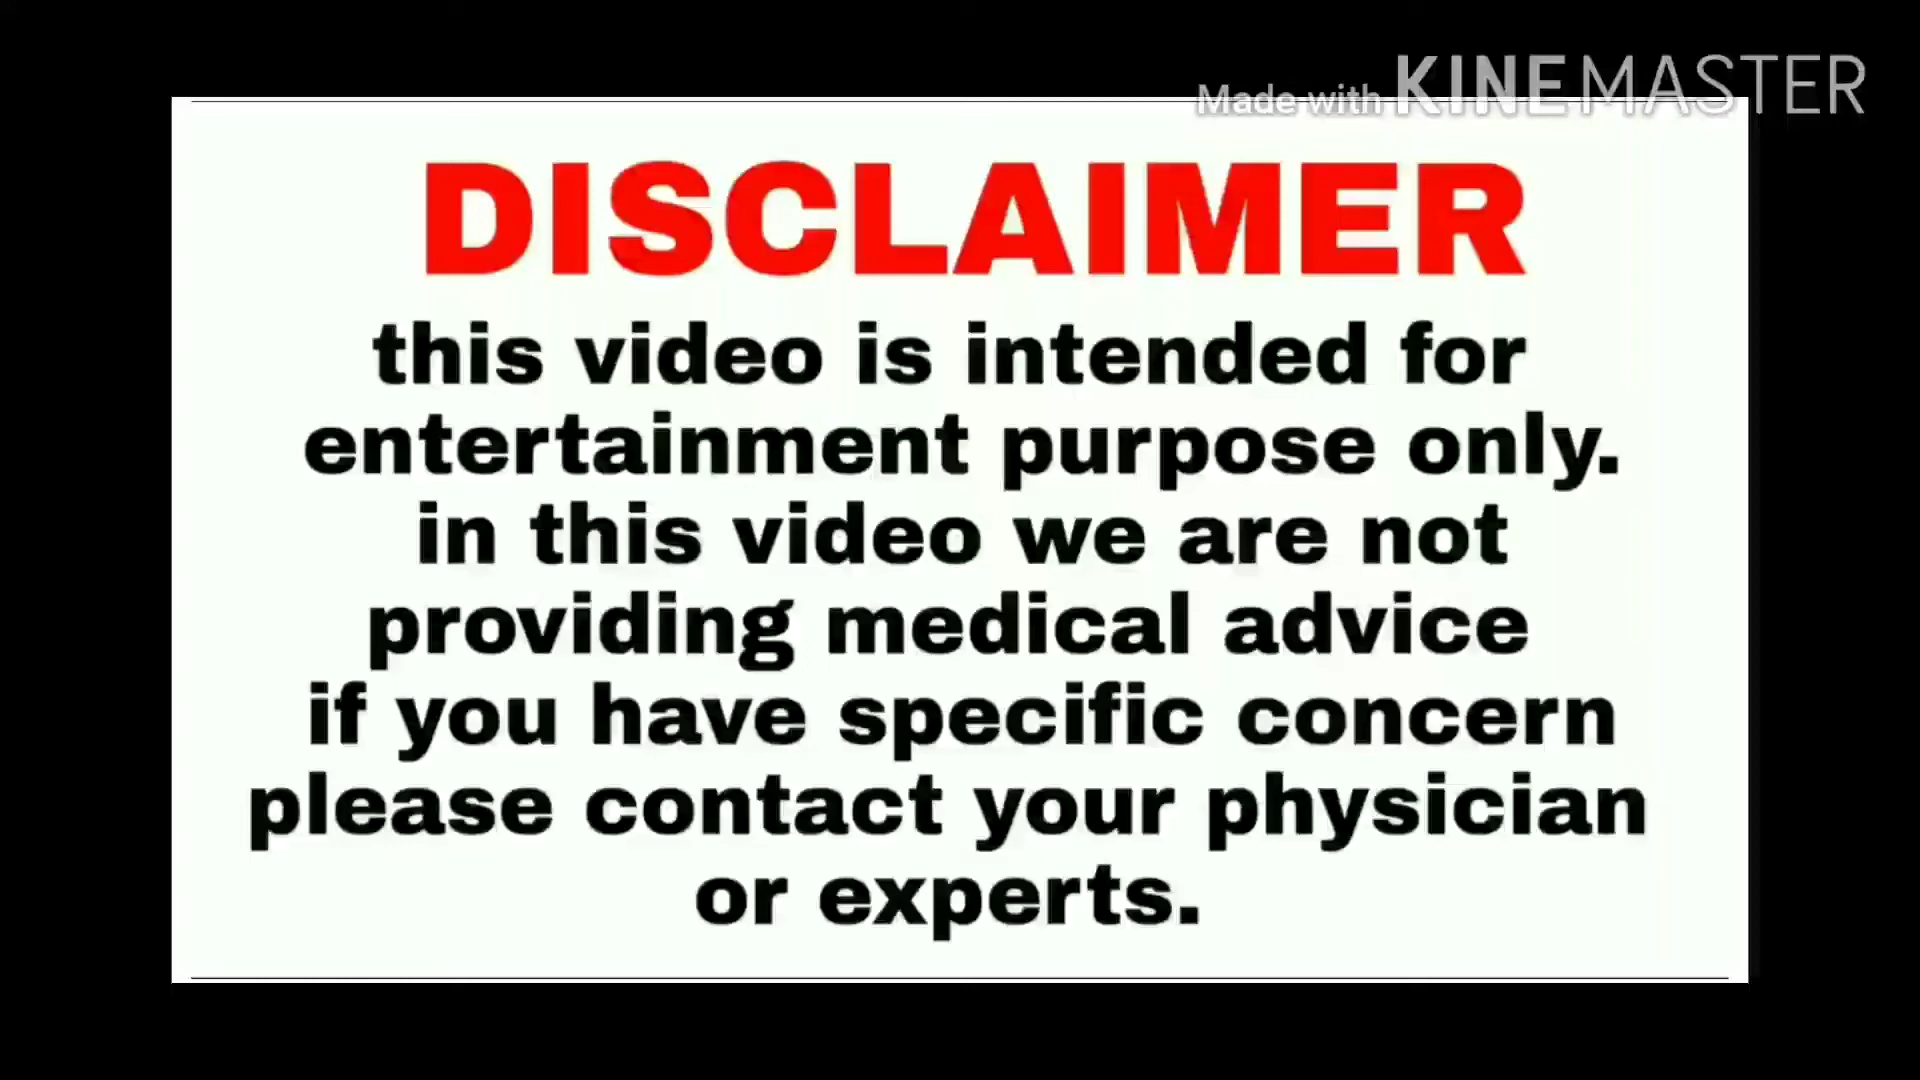 Made with KINEMASTER
DISCLAIMER
this video is intended for
entertainment purpose only.
in this video we are not
providing medical advice
if you have specific concern
please contact your physician
or experts.